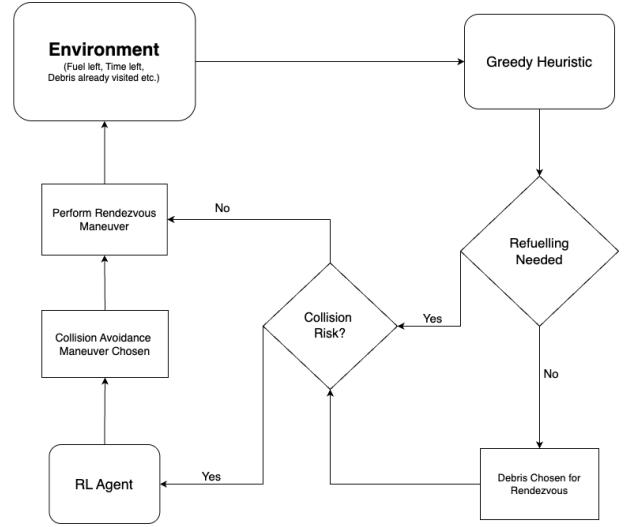 Environment
(Fuel left, Time left,
Debris already visited etc.)
Greedy Heuristic
Refuelling
Needed
Yes
No
Debris Chosen for
Rendezvous
Collision
Risk?
No
Yes
RL Agent
Collision Avoidance
Maneuver Chosen
Perform Rendezvous
Maneuver